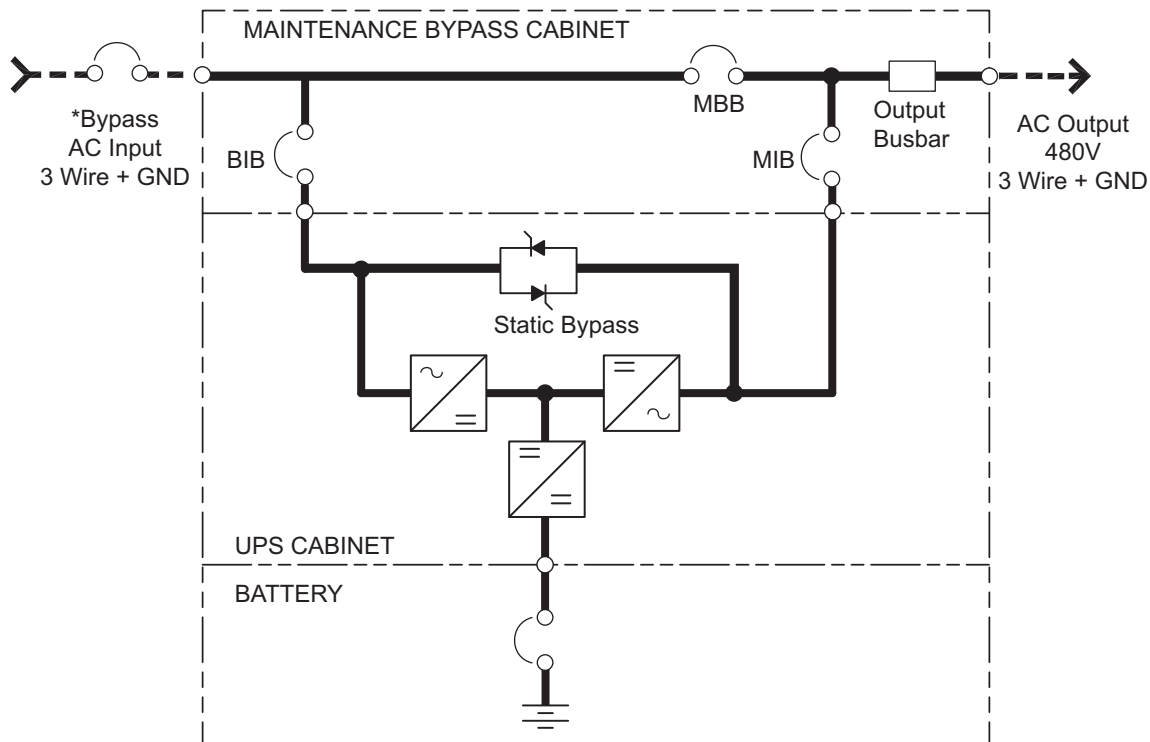 MAINTENANCE BYPASS CABINET
*Bypass
AC Input
3 Wire + GND
BIB
MBB
MIB
Output
Busbar
AC Output
480V
3 Wire + GND
Static Bypass
UPS CABINET
BATTERY